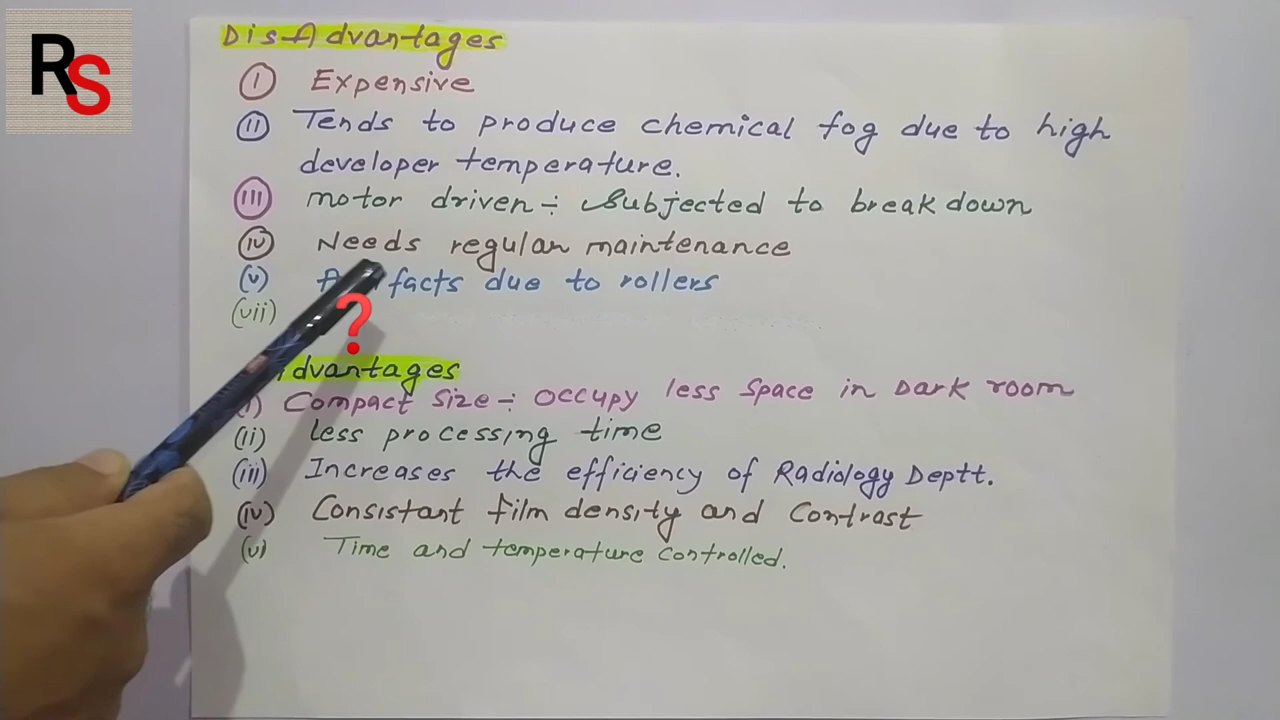 RS
DisAdvantages
(I) Expensive
(II) Tends to produce chemical fog due to high
developer temperature.
(III) motor driven :- Subjected to break down
(IV) Needs regular maintenance
(v) facts due to rollers
(vii)
?
dvantages
(i) Compact Size :- Occupy less Space in Dark room
(ii) less processing time
(iii) Increases the efficiency of Radiology Deptt.
(iv) Consistant film density and Contrast
(v) Time and temperature Controlled.